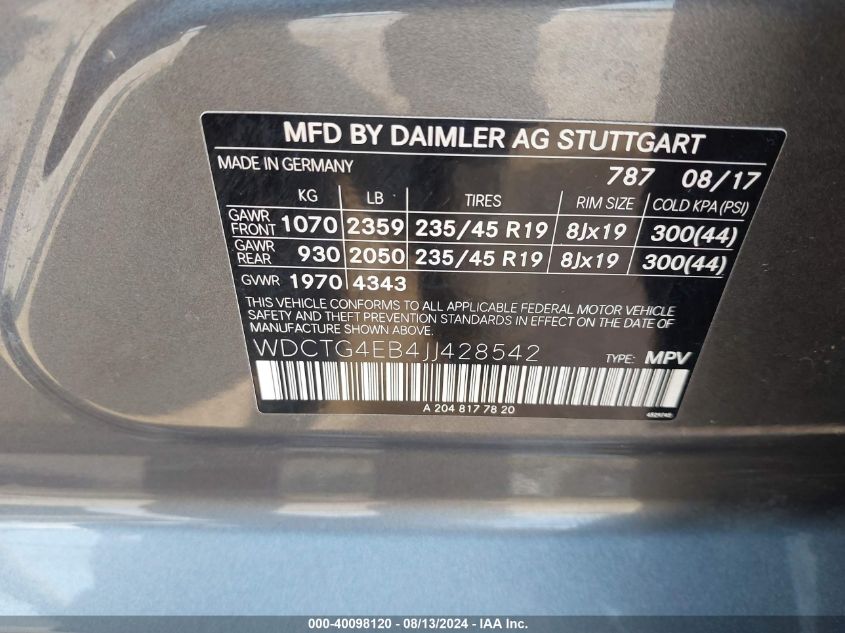 MFD BY DAIMLER AG STUTTGART
MADE IN GERMANY 787 08/17
KG LB TIRES RIM SIZE COLD KPA (PSI)
GAWR FRONT 1070 2359 235/45 R19 8Jx19 300(44)
GAWR REAR 930 2050 235/45 R19 8Jx19 300(44)
GVWR 1970 4343
THIS VEHICLE CONFORMS TO ALL APPLICABLE FEDERAL MOTOR VEHICLE
SAFETY AND THEFT PREVENTION STANDARDS IN EFFECT ON THE DATE OF
MANUFACTURE SHOWN ABOVE.
WDCTG4EB4JJ428542 TYPE: MPV
A 204 817 78 20
000-40098120 - 08/13/2024 - IAA Inc.